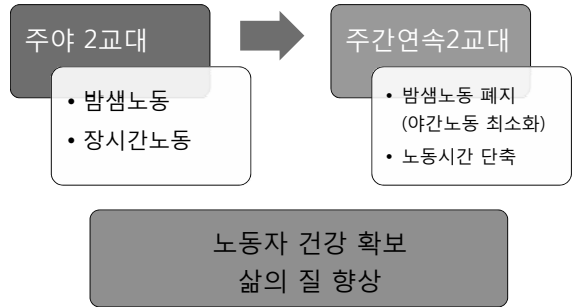 주야 2교대
주간연속2교대
• 밤샘노동
• 장시간노동
• 밤샘노동 폐지
(야간노동 최소화)
• 노동시간 단축
노동자 건강 확보
삶의 질 향상